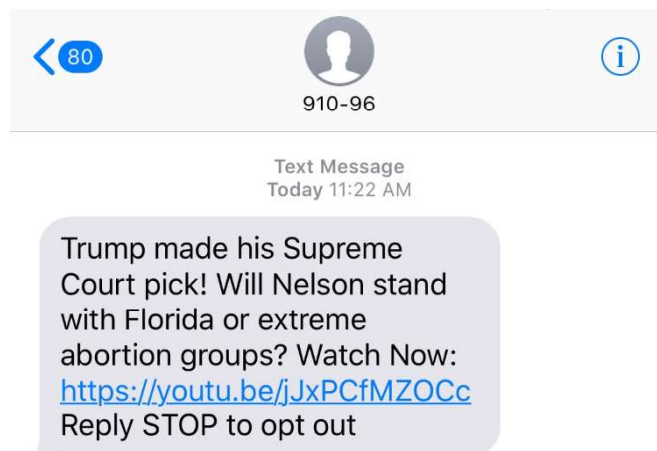 80
910-96
Text Message
Today 11:22 AM
Trump made his Supreme
Court pick! Will Nelson stand
with Florida or extreme
abortion groups? Watch Now:
https://youtu.be/jJxPCfMZOCc
Reply STOP to opt out